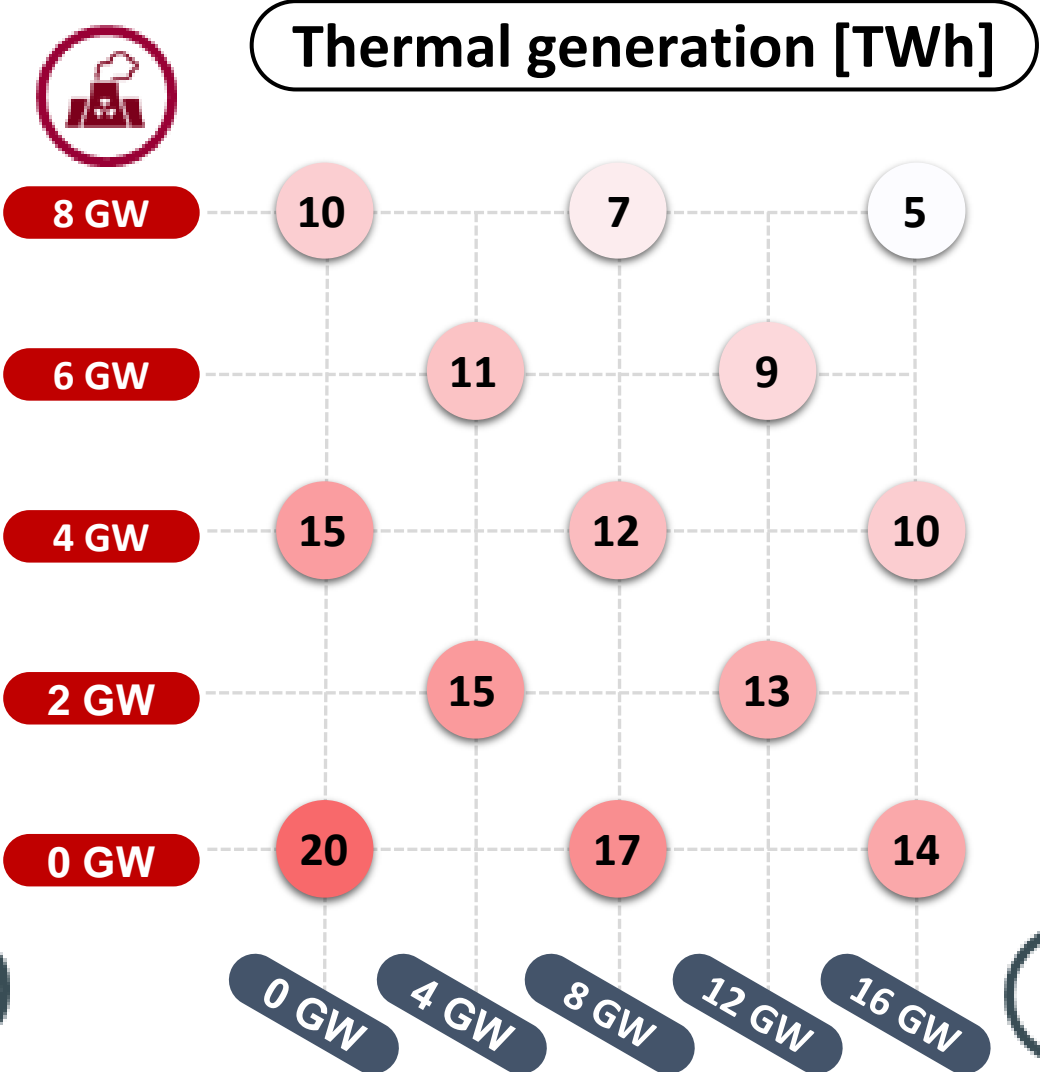 Thermal generation [TWh]
8 GW 10 7 5
6 GW 11 9
4 GW 15 12 10
2 GW 15 13
0 GW 20 17 14
0 GW 4 GW 8 GW 12 GW 16 GW